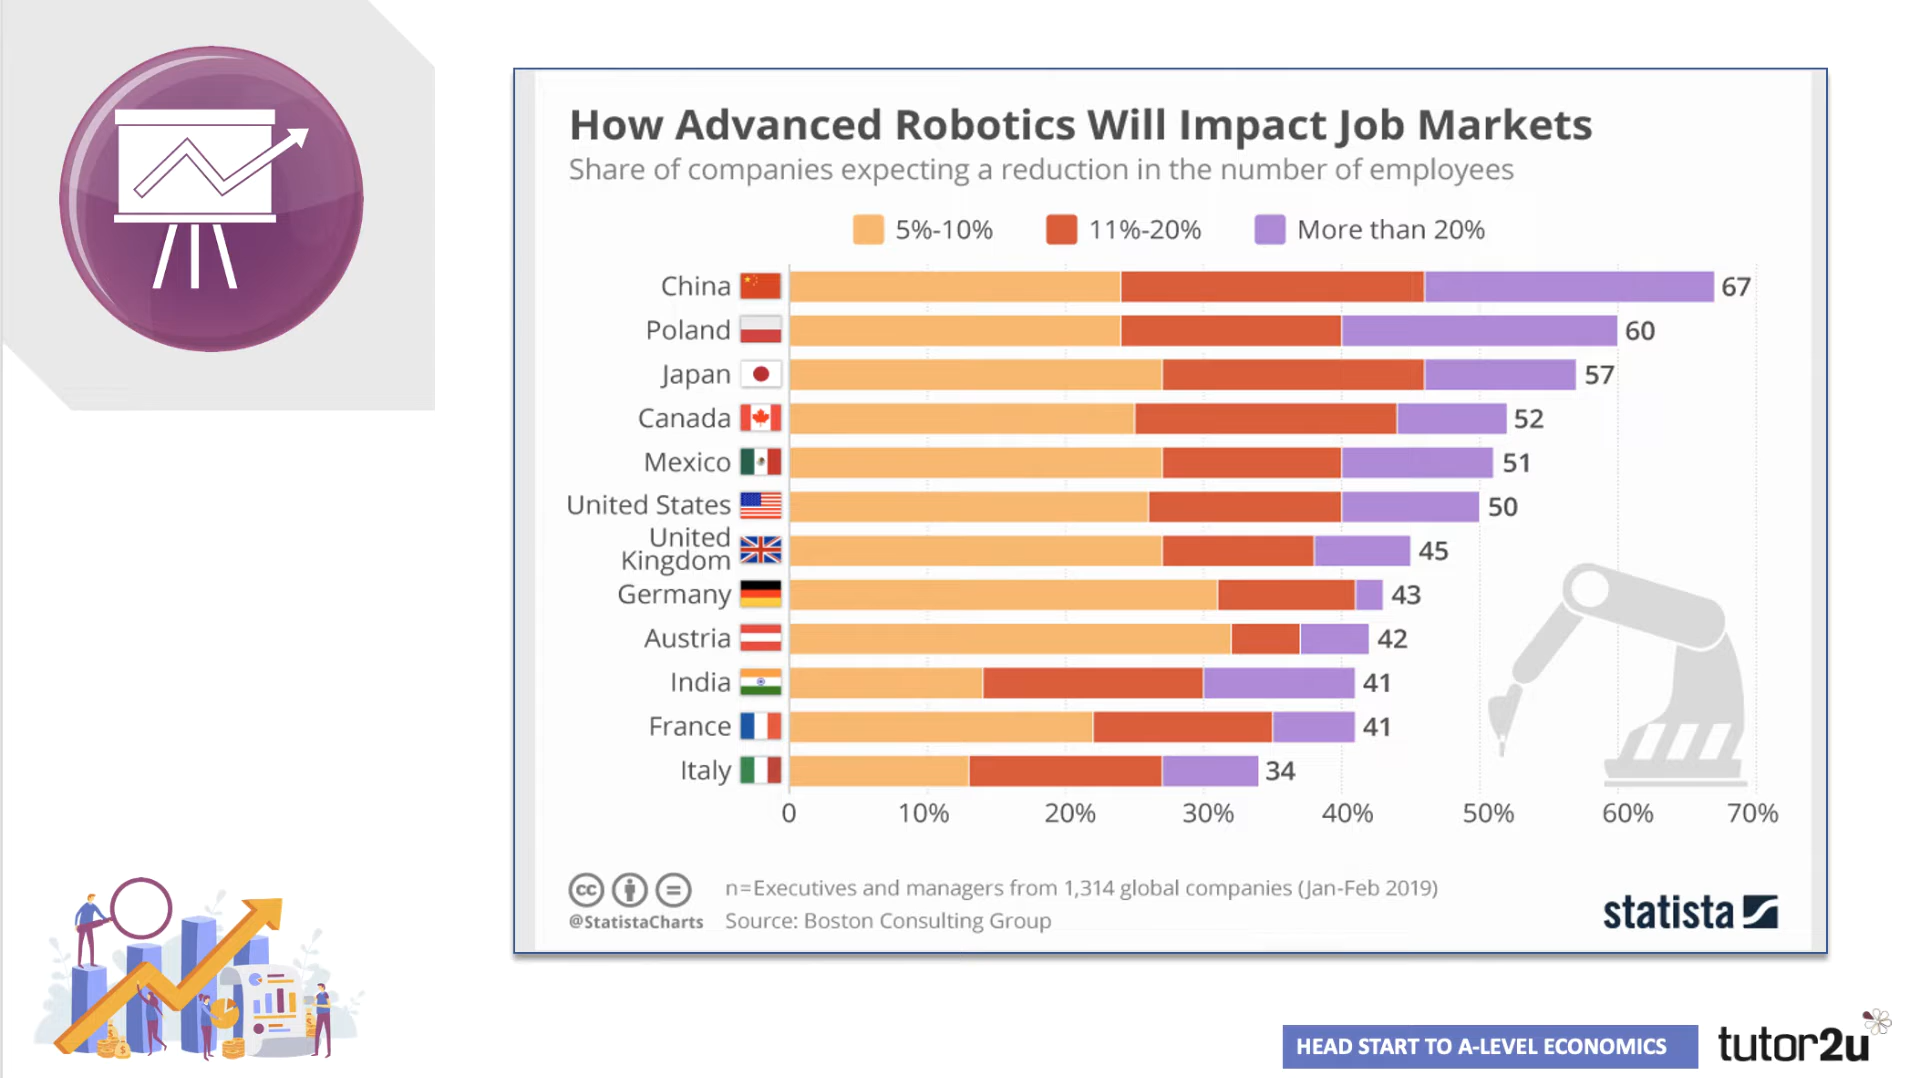 How Advanced Robotics Will Impact Job Markets
Share of companies expecting a reduction in the number of employees
5%-10% 11%-20% More than 20%
China 67
Poland 60
Japan 57
Canada 52
Mexico 51
United States 50
United
Kingdom 45
Germany 43
Austria 42
India 41
France 41
Italy 34
0 10% 20% 30% 40% 50% 60% 70%
cc
n=Executives and managers from 1,314 global companies (Jan-Feb 2019)
@StatistaCharts Source: Boston Consulting Group
statista
HEAD START TO A-LEVEL ECONOMICS
tutor2u